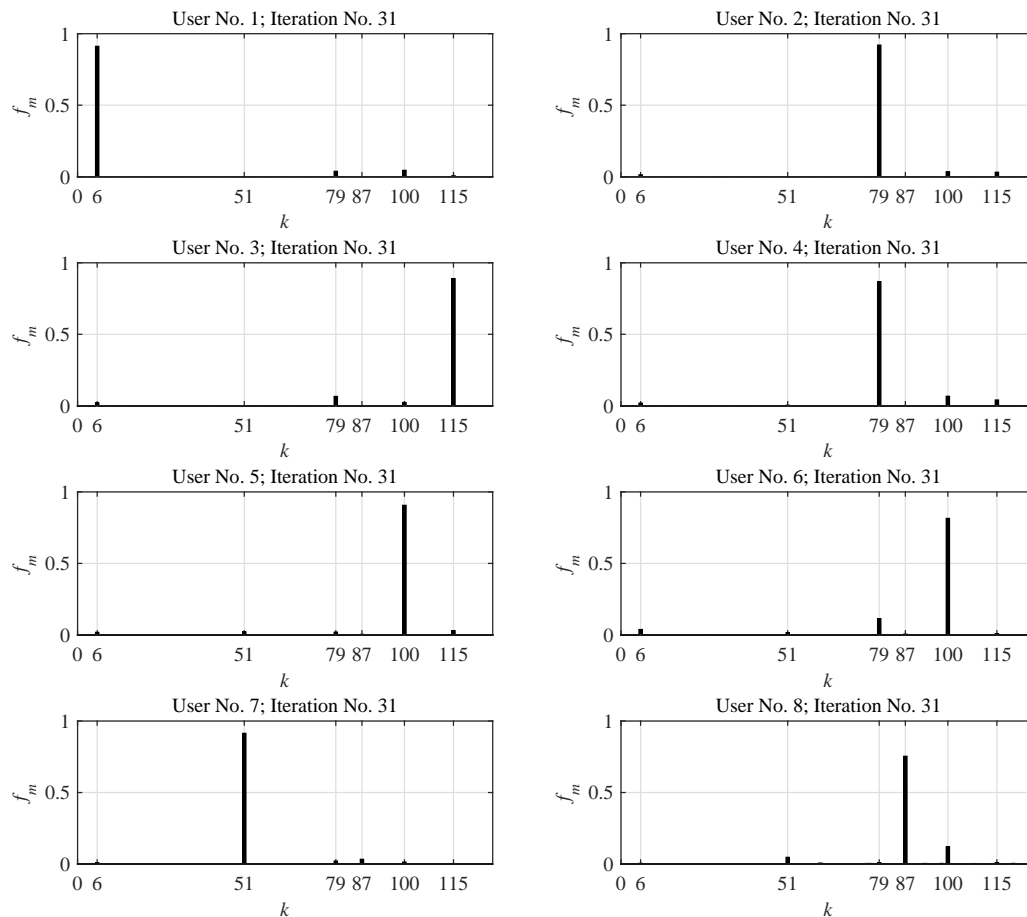 User No. 1; Iteration No. 31
1
0.5
0
f_m
0 6 51 79 87 100 115
k
User No. 2; Iteration No. 31
1
0.5
0
f_m
0 6 51 79 87 100 115
k
User No. 3; Iteration No. 31
1
0.5
0
f_m
0 6 51 79 87 100 115
k
User No. 4; Iteration No. 31
1
0.5
0
f_m
0 6 51 79 87 100 115
k
User No. 5; Iteration No. 31
1
0.5
0
f_m
0 6 51 79 87 100 115
k
User No. 6; Iteration No. 31
1
0.5
0
f_m
0 6 51 79 87 100 115
k
User No. 7; Iteration No. 31
1
0.5
0
f_m
0 6 51 79 87 100 115
k
User No. 8; Iteration No. 31
1
0.5
0
f_m
0 6 51 79 87 100 115
k